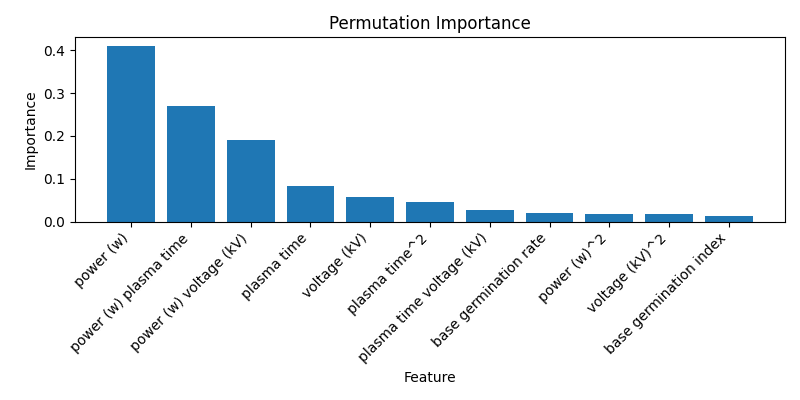 Permutation Importance
Importance
0.4
0.3
0.2
0.1
0.0
power (w)
power (w) plasma time
power (w) voltage (kV)
plasma time
voltage (kV)
plasma time^2
plasma time voltage (kV)
base germination rate
power (w)^2
voltage (kV)^2
base germination index
Feature